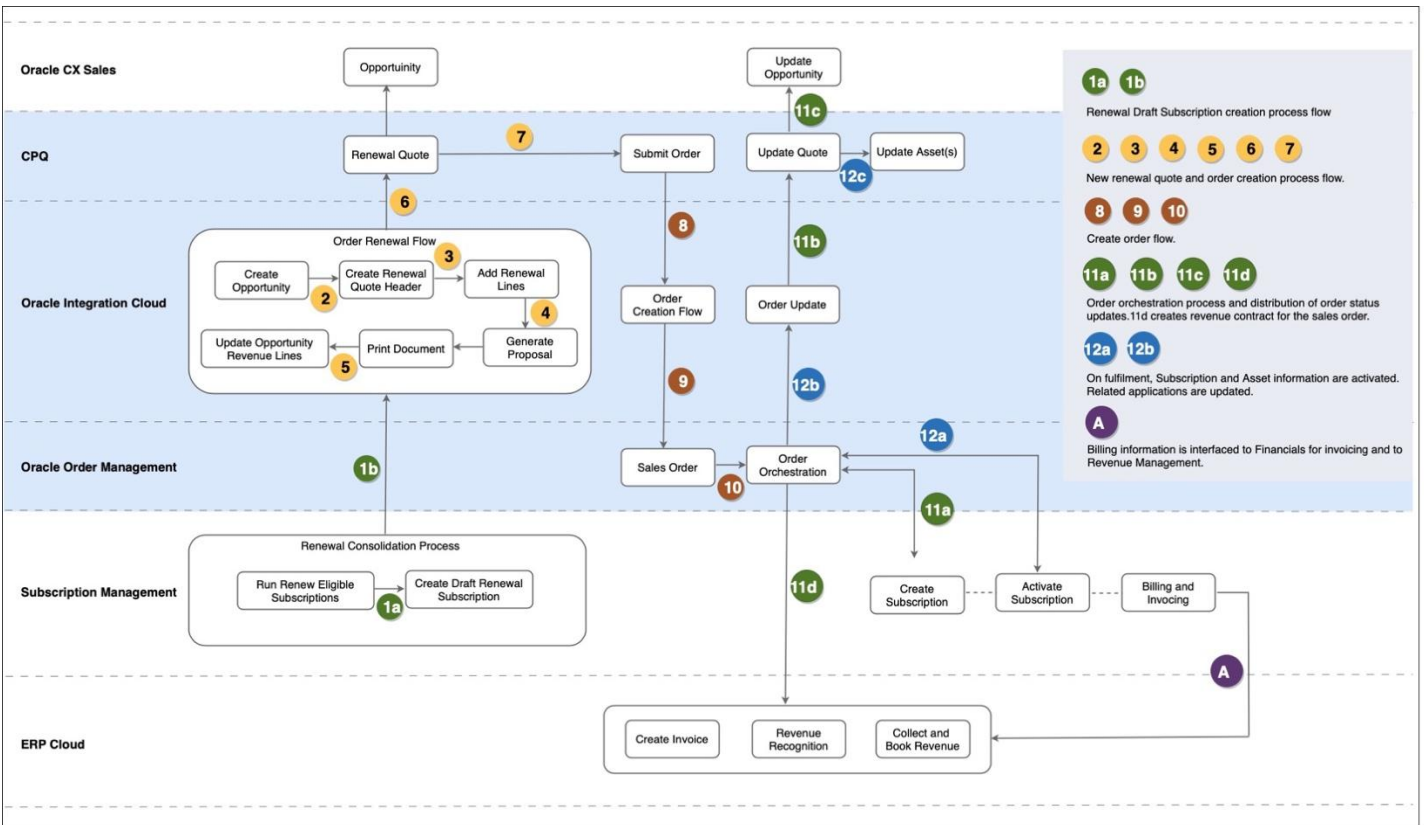 Oracle CX Sales
Opportuinity
Update
Opportunity
11c
CPQ
Renewal Quote
7
Submit Order
Update Quote
12c
Update Asset(s)
6
8
11b
Oracle Integration Cloud
Order Renewal Flow
Create
Opportunity
2
Create Renewal
Quote Header
3
Add Renewal
Lines
4
Update Opportunity
Revenue Lines
5
Print Document
Generate
Proposal
Order
Creation Flow
Order Update
9
12b
Oracle Order Management
1b
Sales Order
10
Order
Orchestration
12a
11a
Subscription Management
Renewal Consolidation Process
Run Renew Eligible
Subscriptions
1a
Create Draft Renewal
Subscription
11d
Create
Subscription
Activate
Subscription
Billing and
Invocing
A
ERP Cloud
Create Invoice
Revenue
Recognition
Collect and
Book Revenue
1a 1b
Renewal Draft Subscription creation process flow
2 3 4 5 6 7
New renewal quote and order creation process flow.
8 9 10
Create order flow.
11a 11b 11c 11d
Order orchestration process and distribution of order status
updates.11d creates revenue contract for the sales order.
12a 12b
On fulfilment, Subscription and Asset information are activated.
Related applications are updated.
A
Billing information is interfaced to Financials for invoicing and to
Revenue Management.